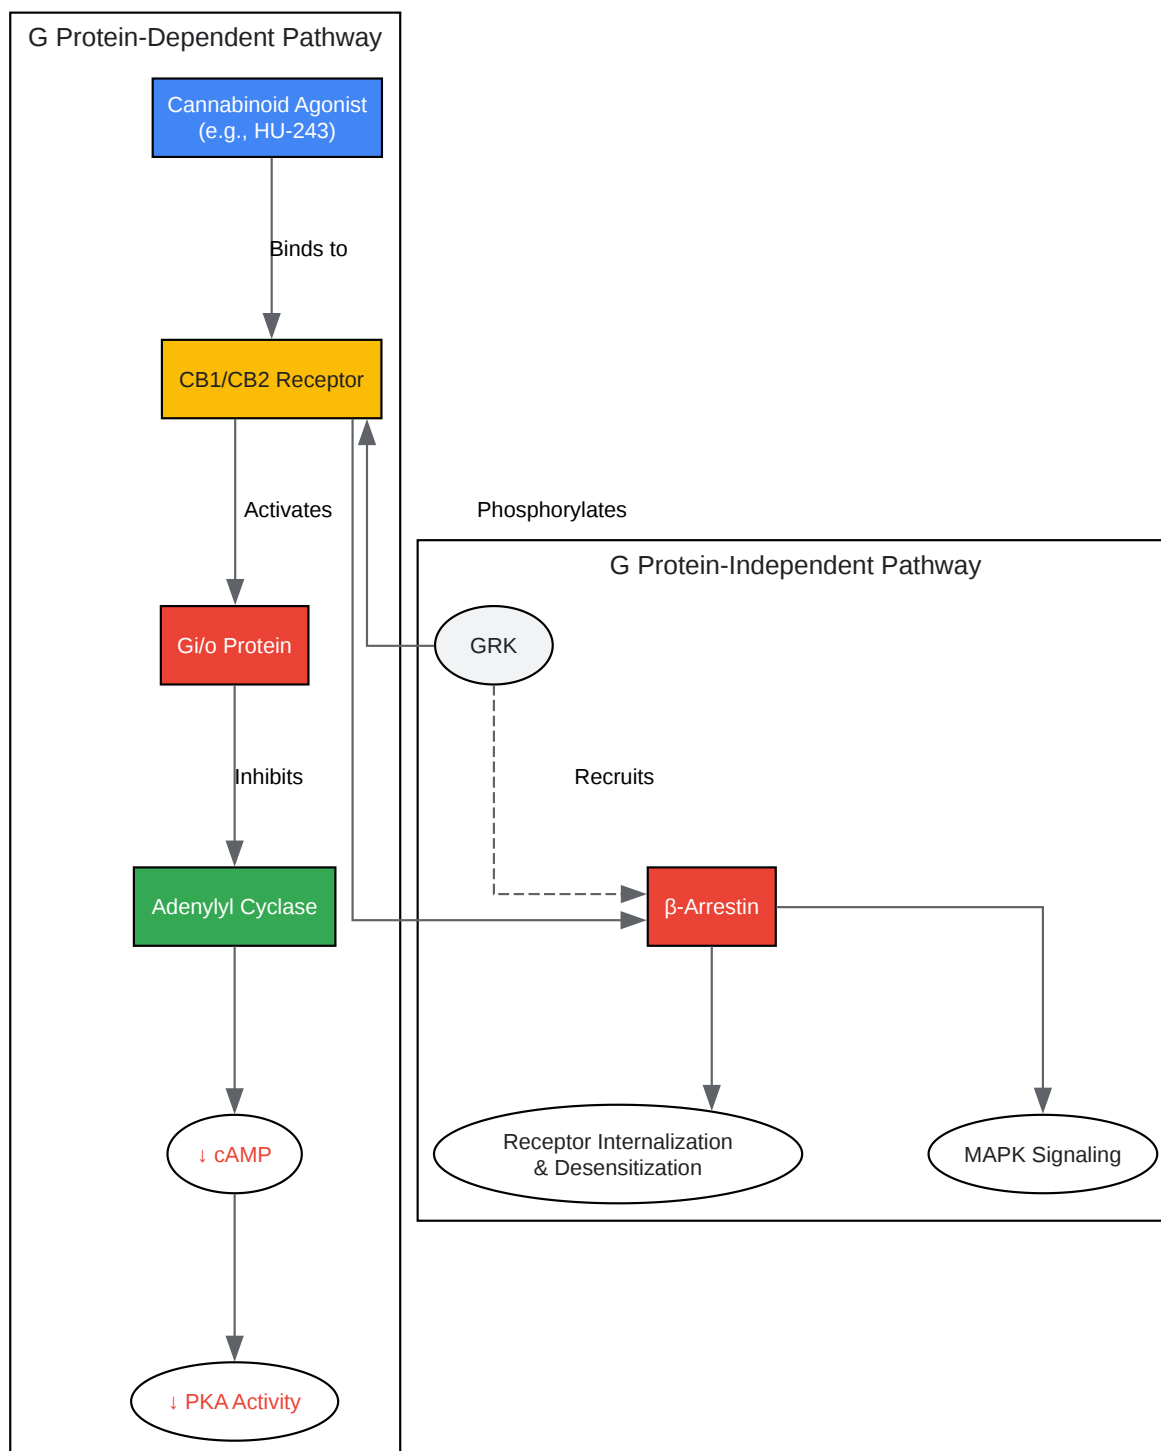 G Protein-Dependent Pathway
Cannabinoid Agonist
(e.g., HU-243)
Binds to
CB1/CB2 Receptor
Activates
Phosphorylates
G Protein-Independent Pathway
Gi/o Protein
GRK
Inhibits
Recruits
Adenylyl Cyclase
β-Arrestin
↓ cAMP
Receptor Internalization
& Desensitization
MAPK Signaling
↓ PKA Activity